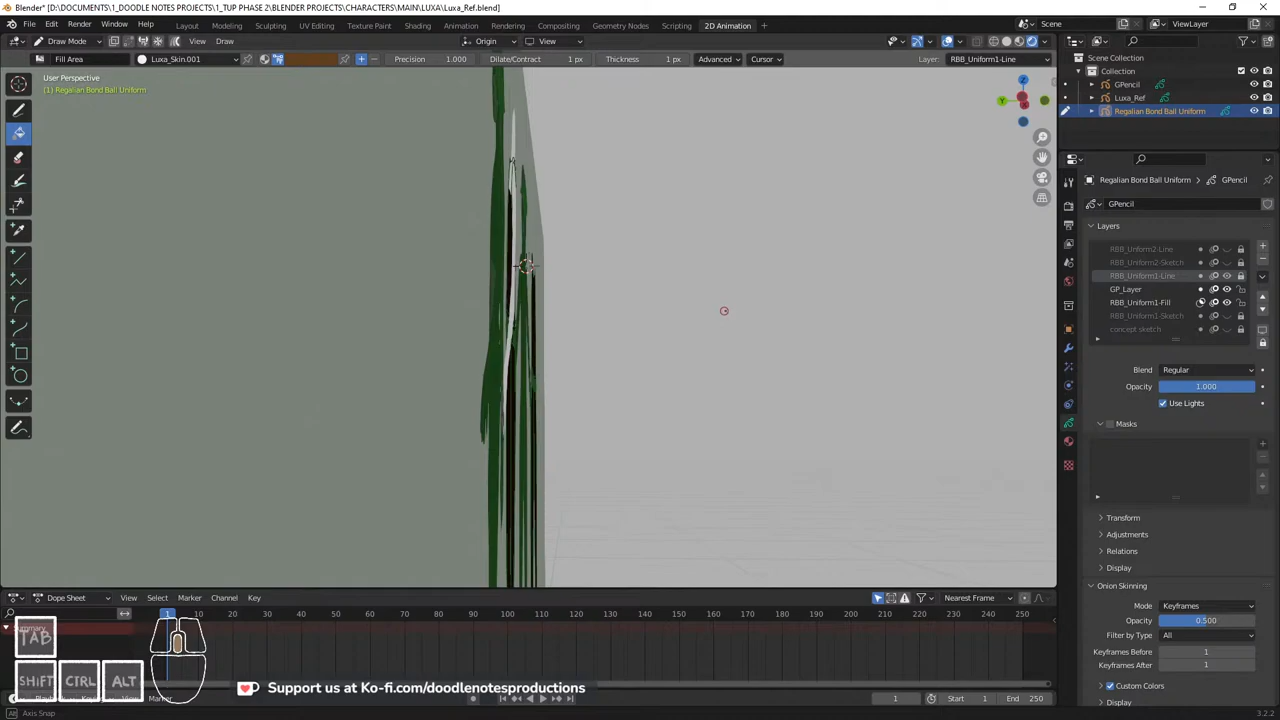 Blender* [D:\DOCUMENTS\1_DOODLE NOTES PROJECTS\1_TUP PHASE 2\BLENDER PROJECTS\CHARACTERS\MAIN\LUXA\Luxa_Ref.blend]
File Edit Render Window Help Layout Modeling Sculpting UV Editing Texture Paint Shading Animation Rendering Compositing Geometry Nodes Scripting 2D Animation + Scene ViewLayer
Draw Mode View Draw Origin View
Fill Area Luxa_Skin.001 Precision 1.000 Dilate/Contract 1 px Thickness 1 px Advanced Cursor Layer: RBB_Uniform1-Line
User Perspective
(1) Regalian Bond Ball Uniform
Z
Y
X
Scene Collection
Collection
GPencil
Luxa_Ref
Regalian Bond Ball Uniform
Regalian Bond Ball Uniform GPencil
GPencil
Layers
RBB_Unform2-Line
RBB_Unform2-Sketch
RBB_Unform1-Line
GP_Layer
RBB_Uniform1-Fill
RBB_Uniform1-Sketch
concept sketch
Blend Regular
Opacity 1.000
Use Lights
Masks
Transform
Adjustments
Relations
Display
Onion Skinning
Mode Keyframes
Opacity 0.500
Filter by Type All
Keyframes Before 1
Keyframes After 1
Custom Colors
Display
Dope Sheet View Select Marker Channel Key Nearest Frame
1 10 20 30 40 50 60 70 80 90 100 110 120 130 140 150 160 170 180 190 200 210 220 230 240 250
Summary
TAB
SHIFT CTRL ALT
Support us at Ko-fi.com/doodlenotesproductions
Playback Marker 1 Start 1 End 250
Axis Snap 3.2.2